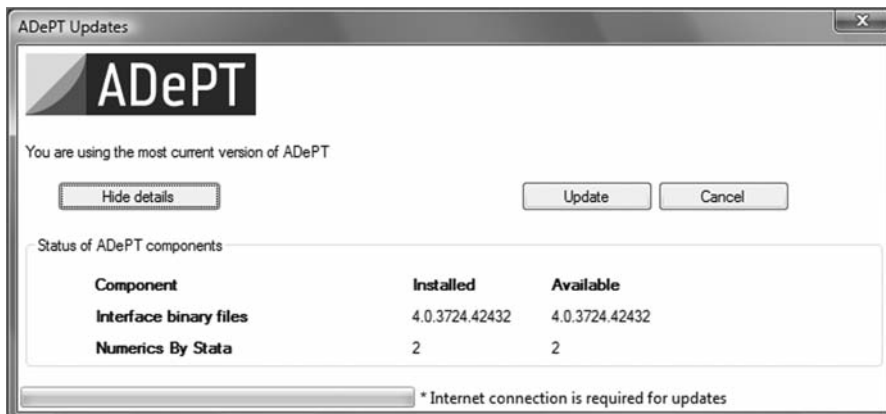 ADePT Updates
x
ADePT
You are using the most current version of ADePT
Hide details Update Cancel
Status of ADePT components
Component Installed Available
Interface binary files 4.0.3724.42432 4.0.3724.42432
Numerics By Stata 2 2
* Internet connection is required for updates